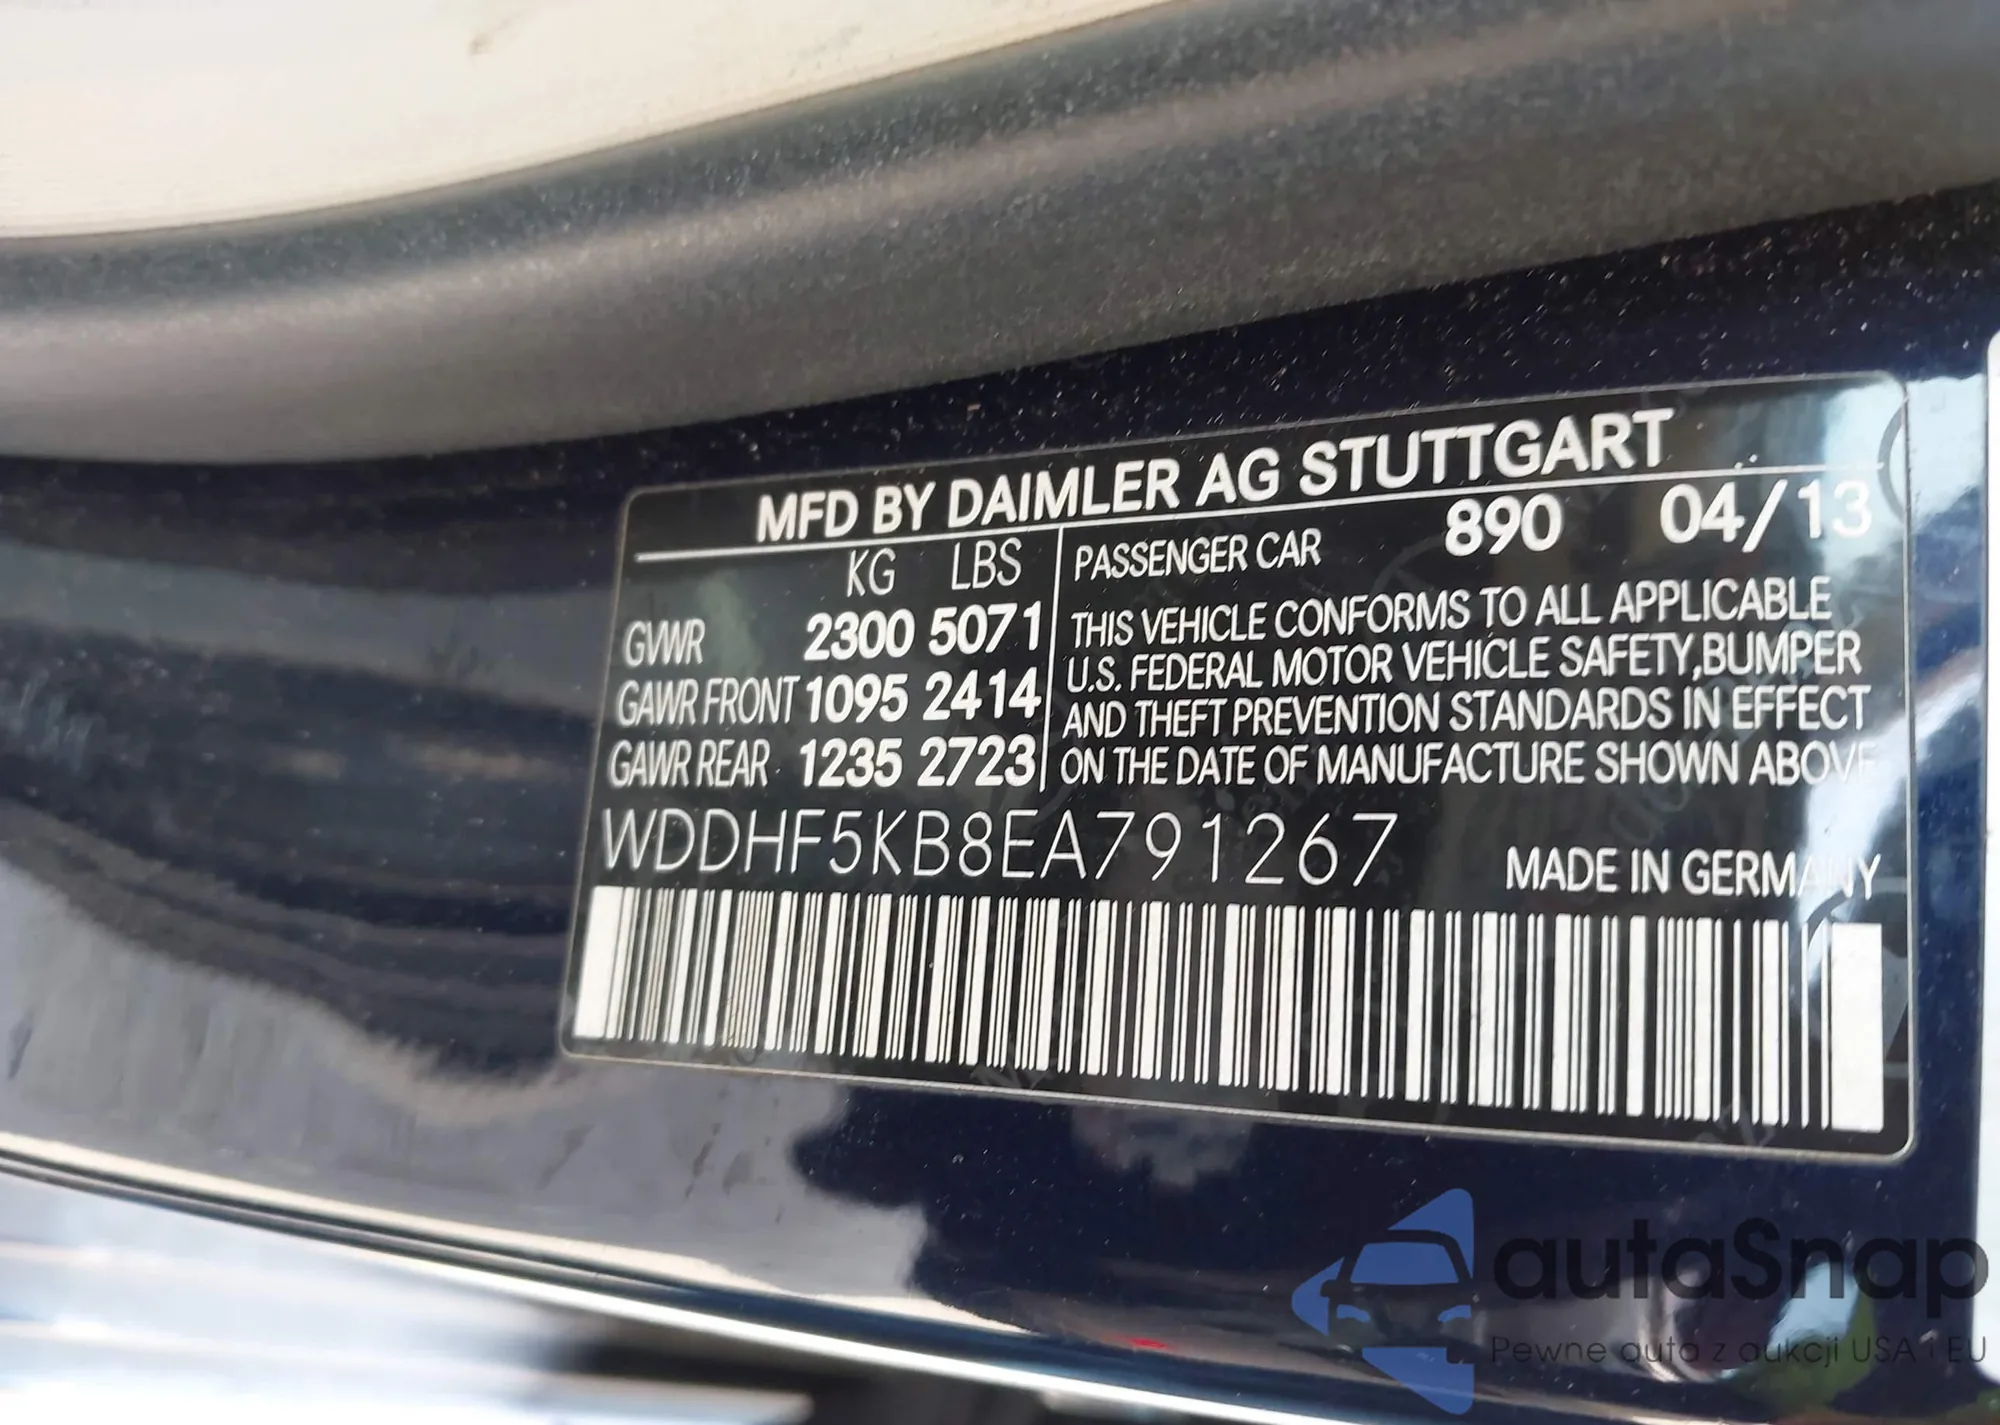 MFD BY DAIMLER AG STUTTGART
KG LBS
GVWR 2300 5071
GAWR FRONT 1095 2414
GAWR REAR 1235 2723
PASSENGER CAR 890 04/13
THIS VEHICLE CONFORMS TO ALL APPLICABLE
U.S. FEDERAL MOTOR VEHICLE SAFETY,BUMPER
AND THEFT PREVENTION STANDARDS IN EFFECT
ON THE DATE OF MANUFACTURE SHOWN ABOVE
WDDHF5KB8EA791267
MADE IN GERMANY
autaSnap
Pewne auta z aukcji USA i EU